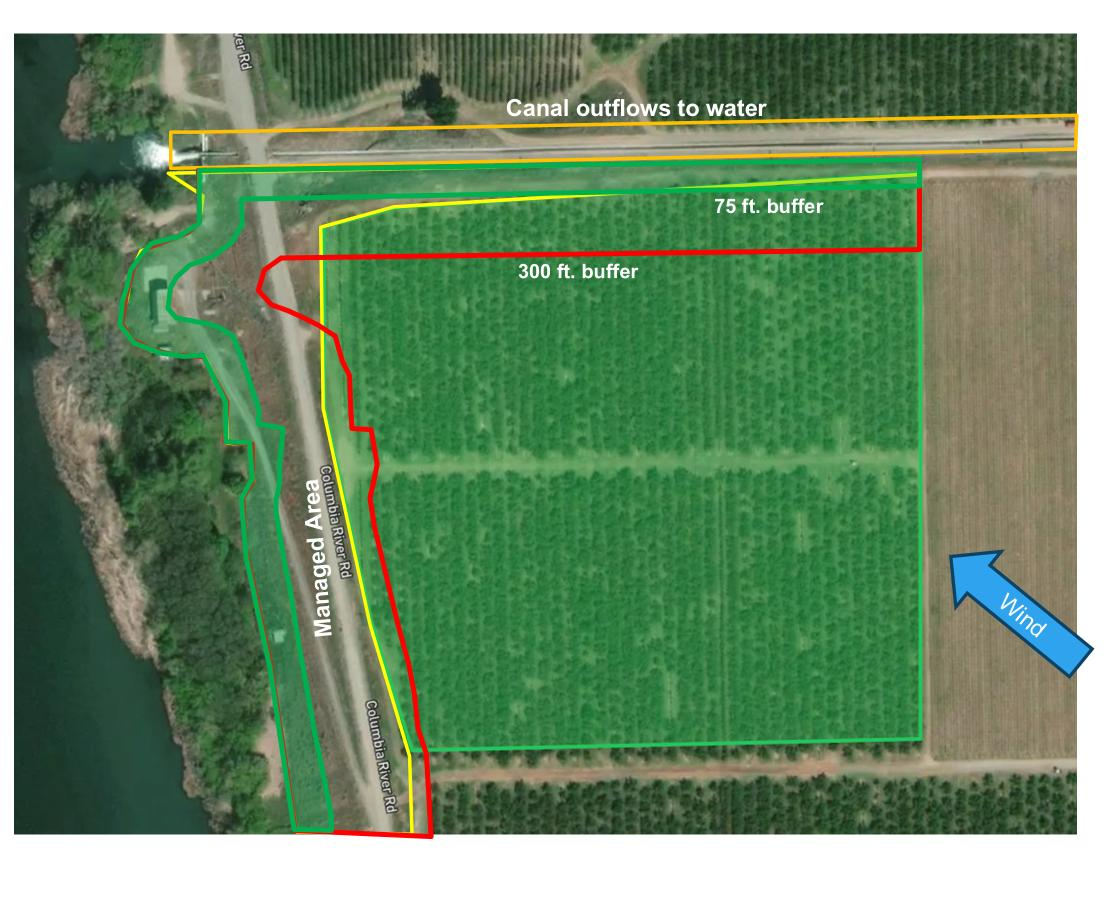 ver Rd
Canal outflows to water
75 ft. buffer
300 ft. buffer
Managed Area
Columbia River Rd
Wind
Columbia River Rd